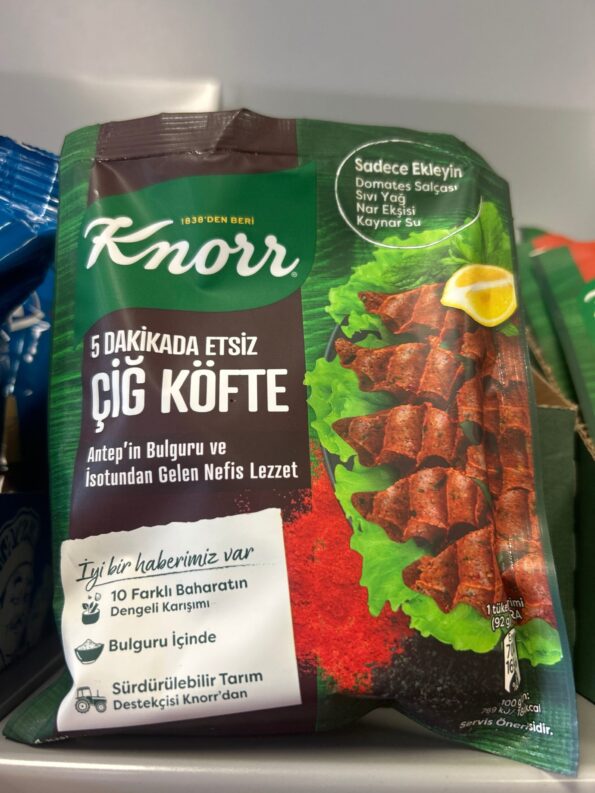 Sadece Ekleyin
Domates Salçası
Sıvı Yağ
Nar Ekşisi
Kaynar Su
1838'DEN BERİ
Knorr
5 DAKİKADA ETSİZ
ÇİĞ KÖFTE
Antep'in Bulguru ve
İsotundan Gelen Nefis Lezzet
İyi bir haberimiz var
10 Farklı Baharatın
Dengeli Karışımı
Bulguru İçinde
Sürdürülebilir Tarım
Destekçisi Knorr'dan
Servis Önerisidir.